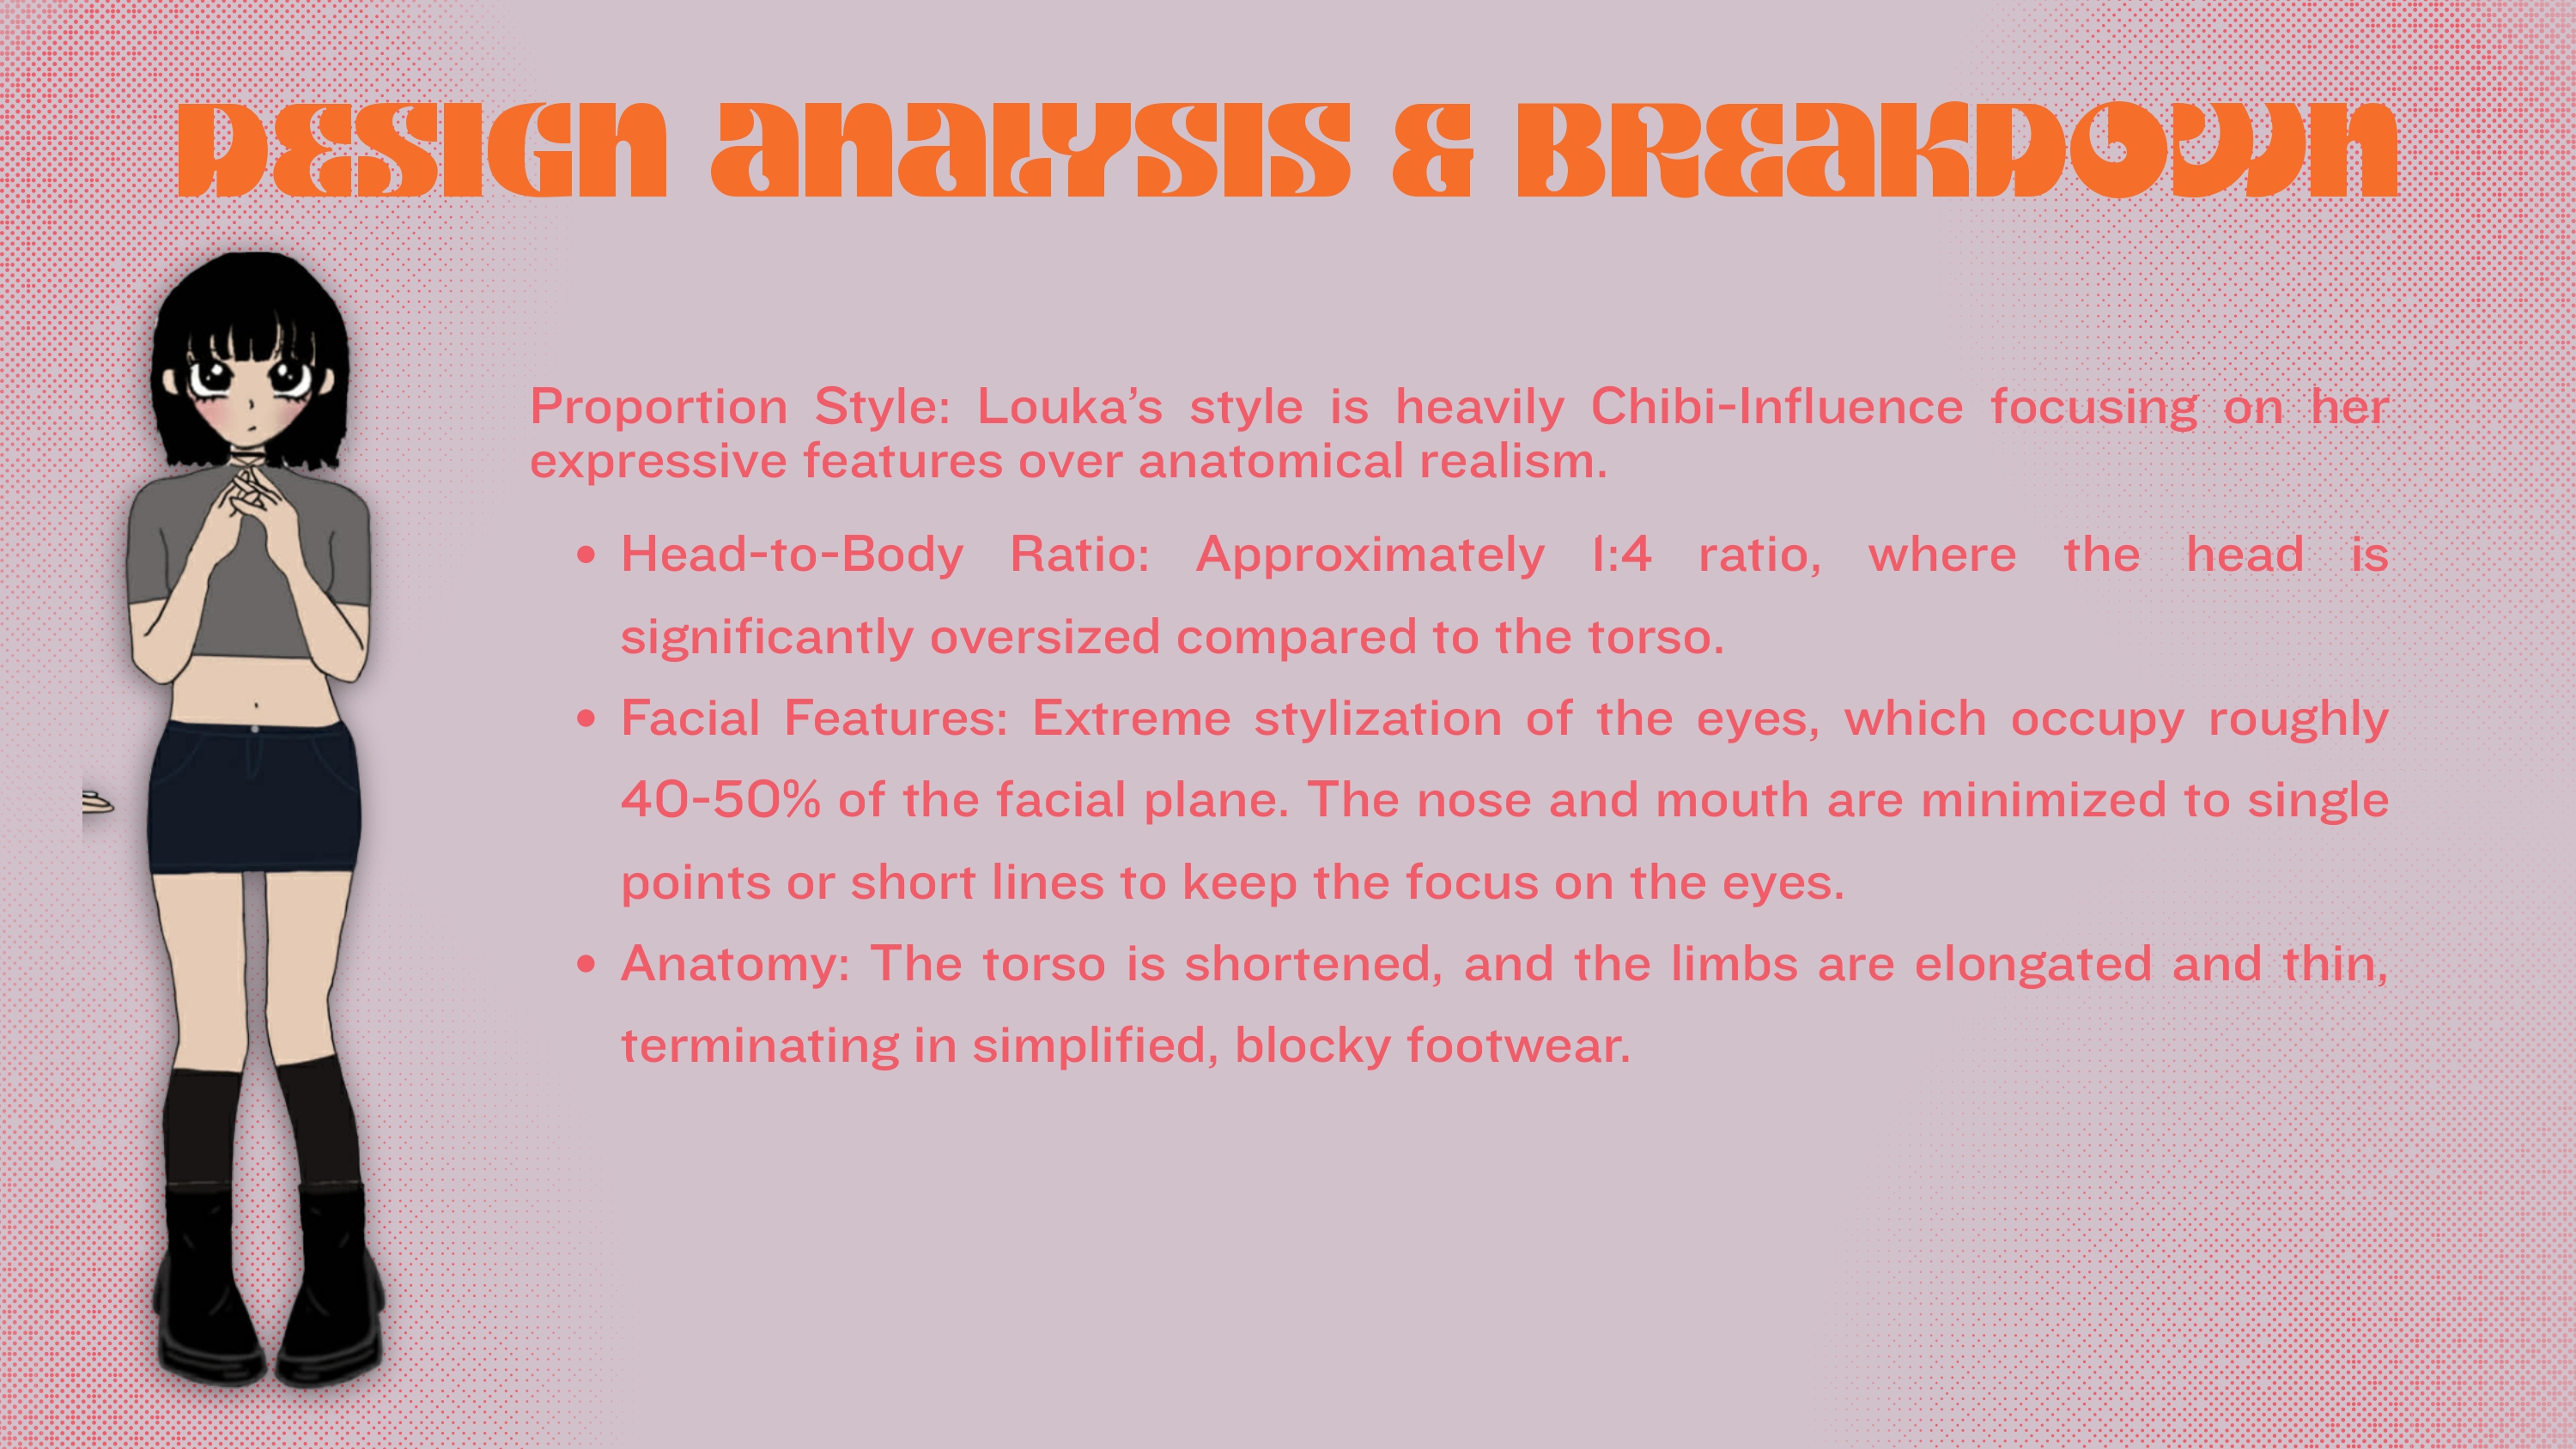 DESIGN ANALYSIS & BREAKDOWN
Proportion Style: Louka’s style is heavily Chibi-Influence focusing on her
expressive features over anatomical realism.
• Head-to-Body Ratio: Approximately 1:4 ratio, where the head is
significantly oversized compared to the torso.
• Facial Features: Extreme stylization of the eyes, which occupy roughly
40-50% of the facial plane. The nose and mouth are minimized to single
points or short lines to keep the focus on the eyes.
• Anatomy: The torso is shortened, and the limbs are elongated and thin,
terminating in simplified, blocky footwear.